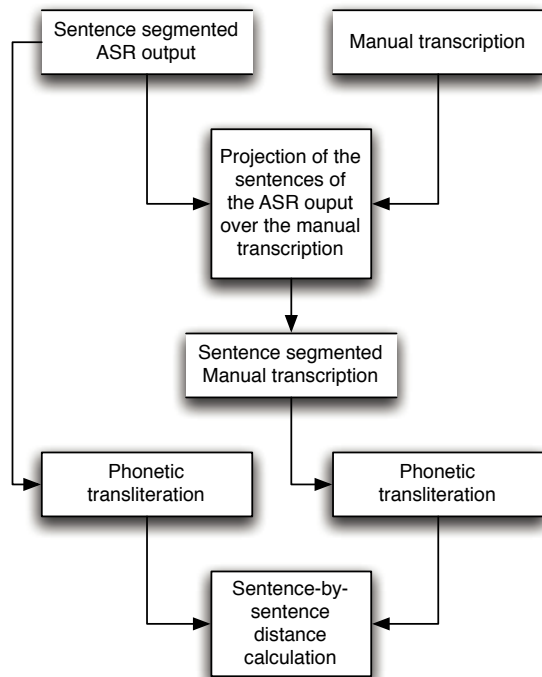 Sentence segmented
ASR output
Manual transcription
Projection of the
sentences of
the ASR ouput
over the manual
transcription
Sentence segmented
Manual transcription
Phonetic
transliteration
Phonetic
transliteration
Sentence-by-
sentence
distance
calculation